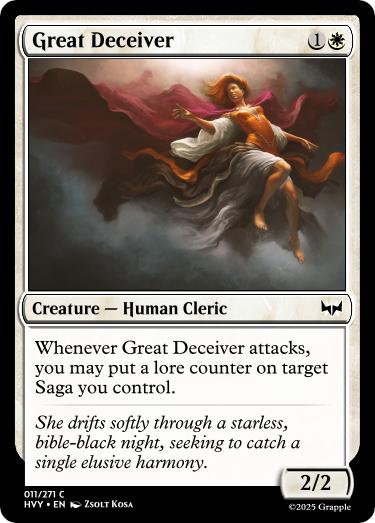 Great Deceiver 1
Creature — Human Cleric
Whenever Great Deceiver attacks,
you may put a lore counter on target
Saga you control.
She drifts softly through a starless,
bible-black night, seeking to catch a
single elusive harmony.
2/2
011/271 C
HVY • EN Zsolt Kosa
©2025 Grapple